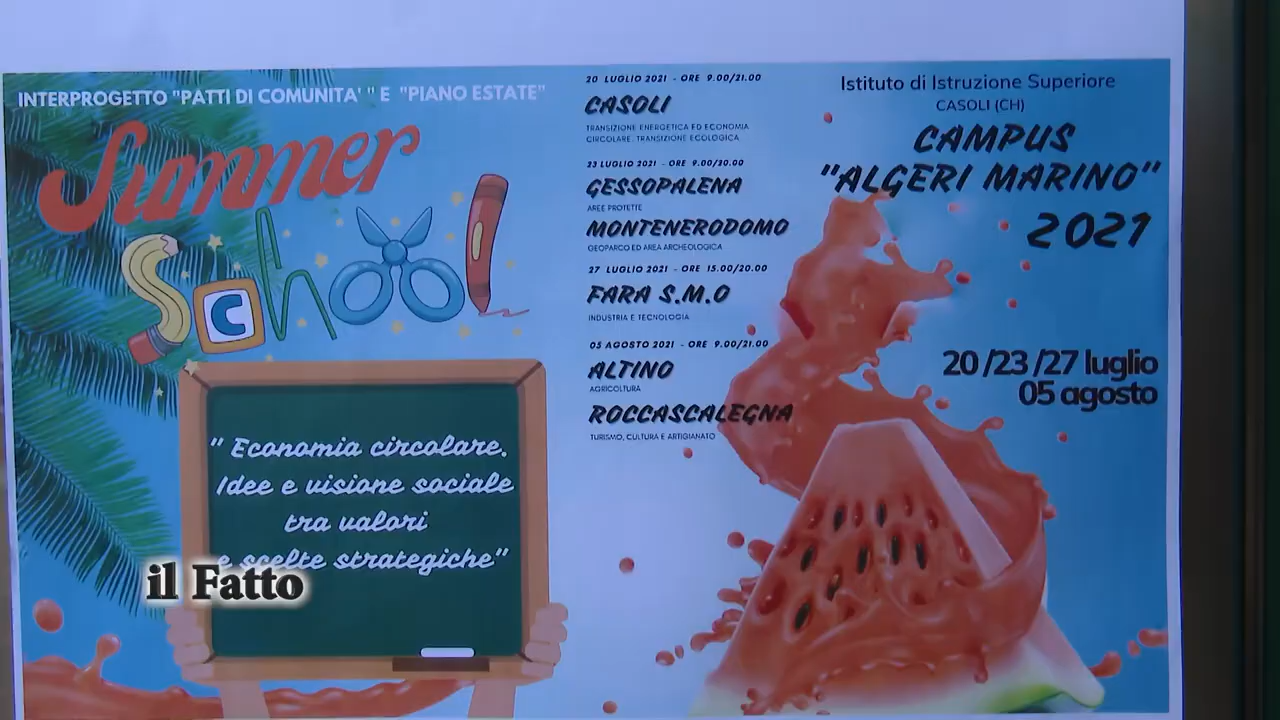 INTERPROGETTO "PATTI DI COMUNITA' " E "PIANO ESTATE"
Summer
School
" Economia circolare.
Idee e visione sociale
tra valori
e scelte strategiche"
il Fatto
20 LUGLIO 2021 - ORE 9.00/21.00
CASOLI
TRANSIZIONE ENERGETICA ED ECONOMIA
CIRCOLARE. TRANSIZIONE ECOLOGICA
23 LUGLIO 2021 - ORE 9.00/20.00
GESSOPALENA
AREE PROTETTE
MONTENERODOMO
GEOPARCO ED AREA ARCHEOLOGICA
27 LUGLIO 2021 - ORE 15.00/20.00
FARA S.M.O
INDUSTRIA E TECNOLOGIA
05 AGOSTO 2021 - ORE 9.00/21.00
ALTINO
AGRICOLTURA
ROCCASCALEGNA
TURISMO, CULTURA E ARTIGIANATO
Istituto di Istruzione Superiore
CASOLI (CH)
CAMPUS
"ALGERI MARINO"
2021
20 /23 /27 luglio
05 agosto